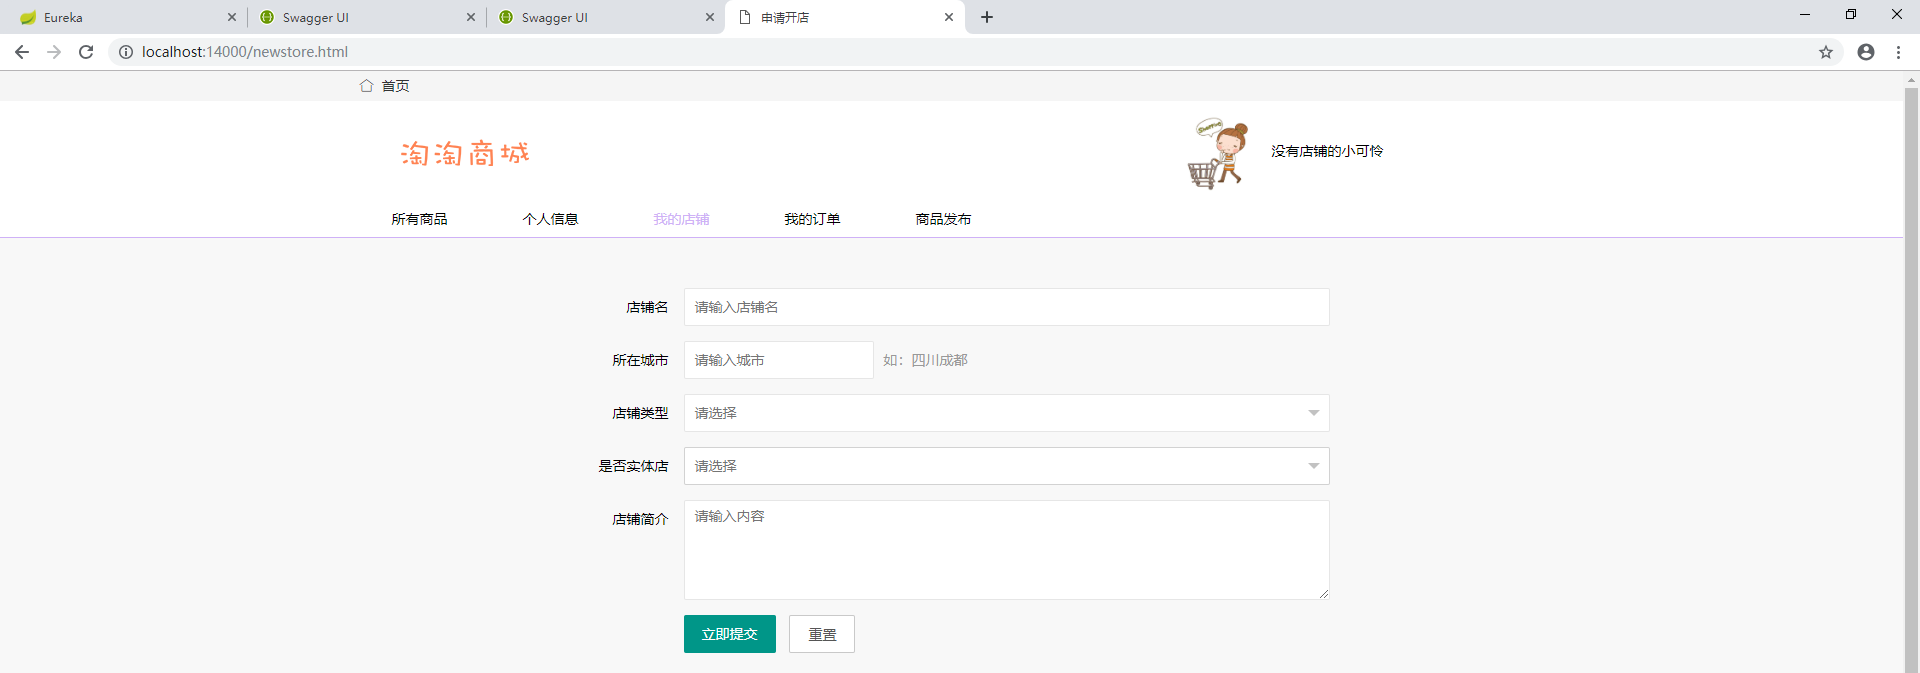 Eureka
Swagger UI
Swagger UI
申请开店
localhost:14000/newstore.html
首页
淘淘商城
没有店铺的小可怜
所有商品 个人信息 我的店铺 我的订单 商品发布
店铺名 请输入店铺名
所在城市 请输入城市 如：四川成都
店铺类型 请选择
是否实体店 请选择
店铺简介 请输入内容
立即提交 重置